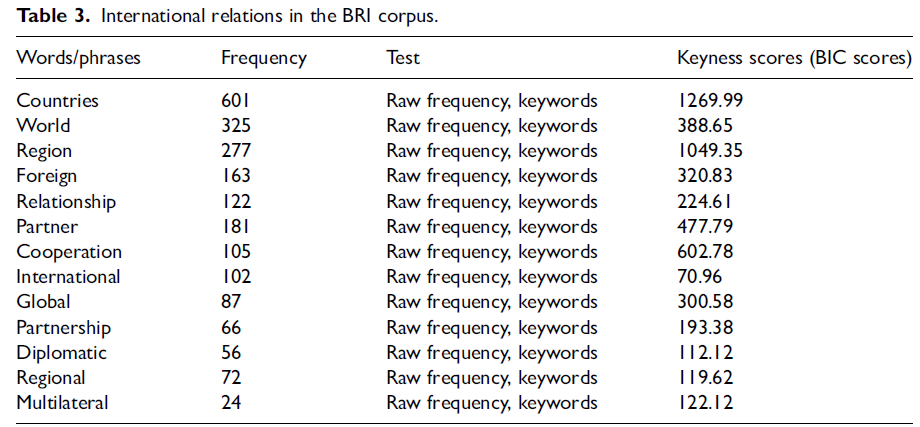 Table 3. International relations in the BRI corpus.
Words/phrases Frequency Test Keyness scores (BIC scores)
Countries 601 Raw frequency, keywords 1269.99
World 325 Raw frequency, keywords 388.65
Region 277 Raw frequency, keywords 1049.35
Foreign 163 Raw frequency, keywords 320.83
Relationship 122 Raw frequency, keywords 224.61
Partner 181 Raw frequency, keywords 477.79
Cooperation 105 Raw frequency, keywords 602.78
International 102 Raw frequency, keywords 70.96
Global 87 Raw frequency, keywords 300.58
Partnership 66 Raw frequency, keywords 193.38
Diplomatic 56 Raw frequency, keywords 112.12
Regional 72 Raw frequency, keywords 119.62
Multilateral 24 Raw frequency, keywords 122.12